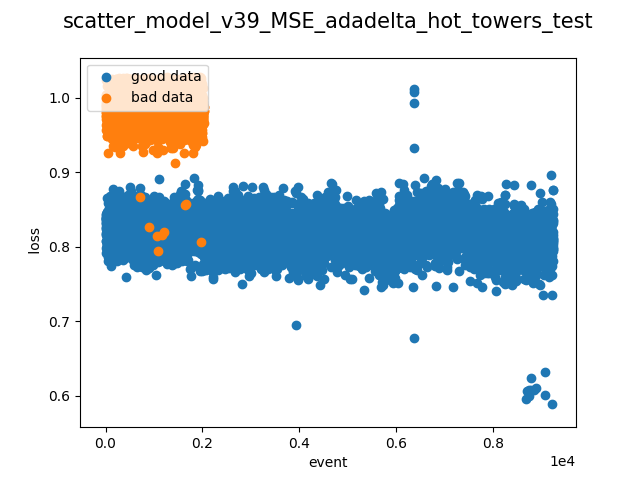 scatter_model_v39_MSE_adadelta_hot_towers_test
good data
bad data
1.0
0.9
0.8
0.7
0.6
loss
0.0
0.2
0.4
0.6
0.8
1e4
event